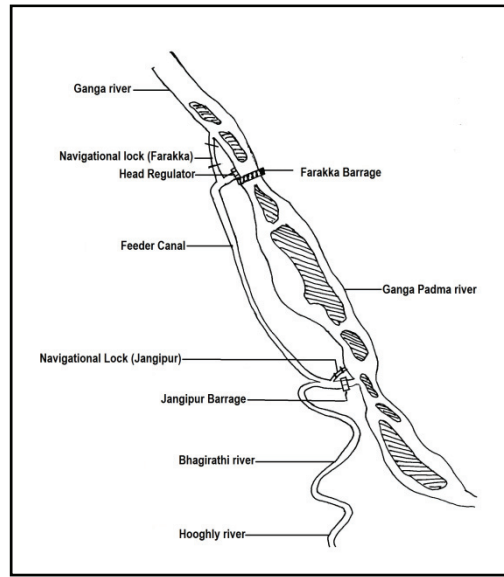 Ganga river
Navigational lock (Farakka)
Head Regulator
Farakka Barrage
Feeder Canal
Ganga Padma river
Navigational Lock (Jangipur)
Jangipur Barrage
Bhagirathi river
Hooghly river